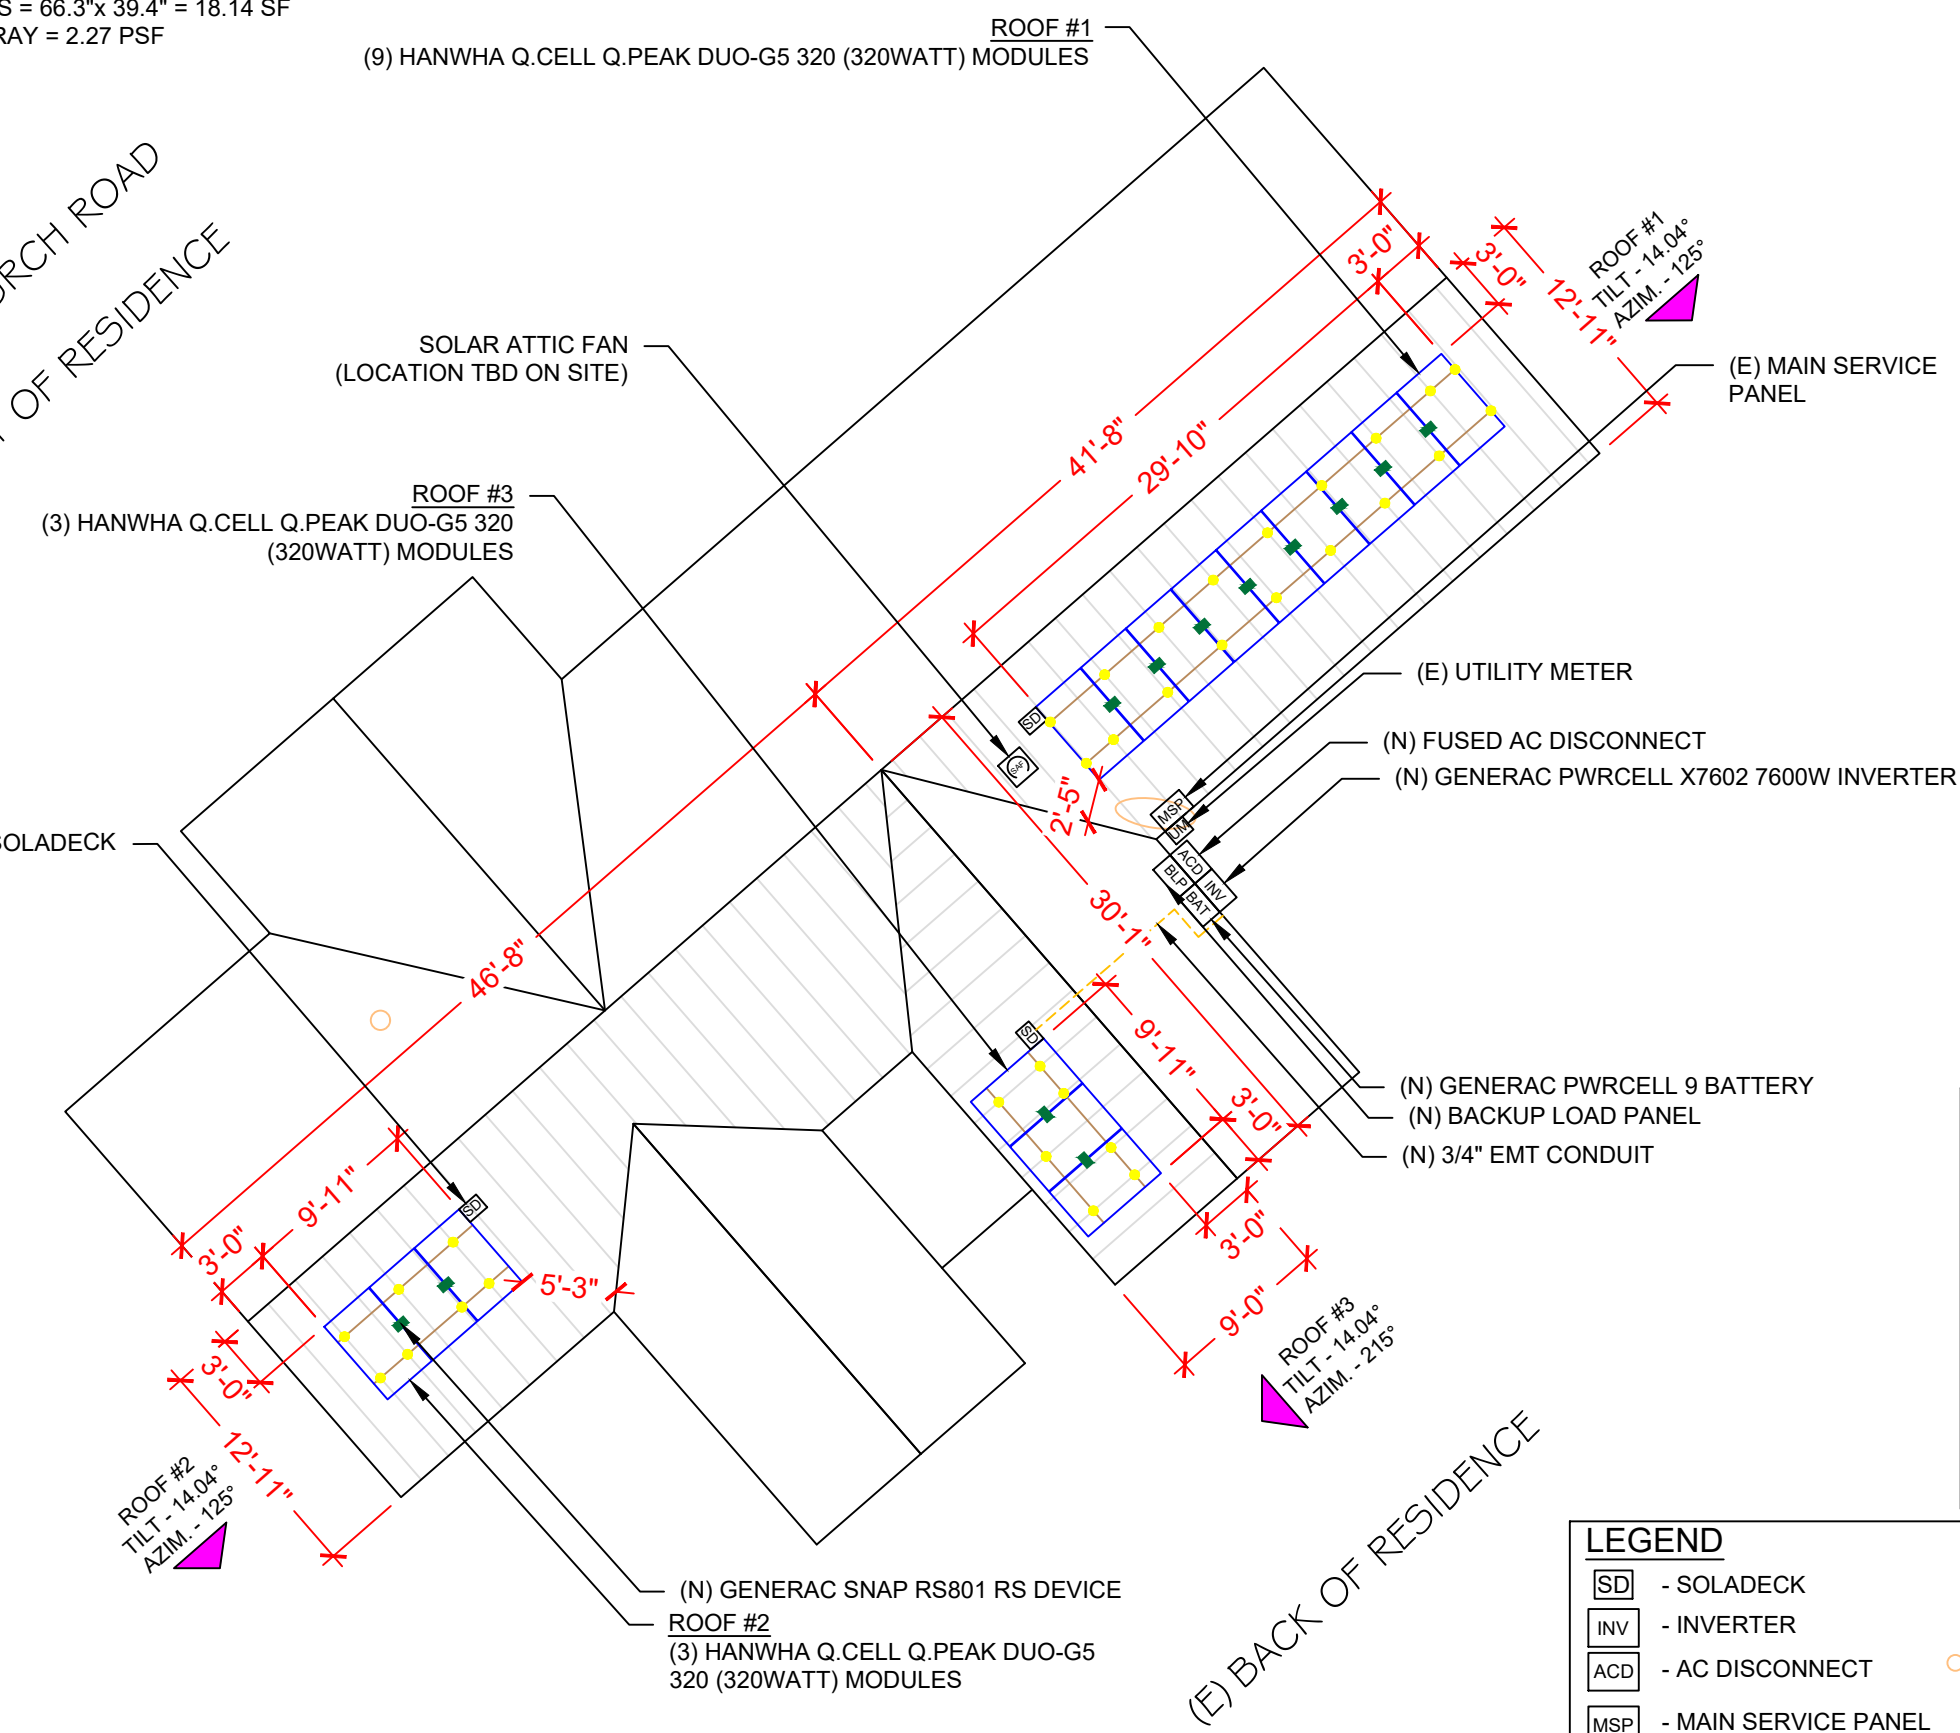 S = 66.3"x 39.4" = 18.14 SF
RAY = 2.27 PSF
ROOF #1
(9) HANWHA Q.CELL Q.PEAK DUO-G5 320 (320WATT) MODULES
ROAD
OF RESIDENCE
SOLAR ATTIC FAN
(LOCATION TBD ON SITE)
ROOF #3
(3) HANWHA Q.CELL Q.PEAK DUO-G5 320
(320WATT) MODULES
3'-0"
3'-0"
12'-11"
ROOF #1
TILT - 14.04°
AZIM. - 125°
(E) MAIN SERVICE
PANEL
41'-8"
29'-10"
(E) UTILITY METER
(N) FUSED AC DISCONNECT
(N) GENERAC PWRCELL X7602 7600W INVERTER
SD
SAF
2'-5"
MSP
UM
ACD
INV
BLP
BAT
SOLADECK
46'-8"
30'-1"
SD
9'-11"
3'-0"
(N) GENERAC PWRCELL 9 BATTERY
(N) BACKUP LOAD PANEL
(N) 3/4" EMT CONDUIT
9'-11"
3'-0"
SD
5'-3"
3'-0"
9'-0"
3'-0"
12'-11"
ROOF #3
TILT - 14.04°
AZIM. - 215°
ROOF #2
TILT - 14.04°
AZIM. - 125°
(N) GENERAC SNAP RS801 RS DEVICE
ROOF #2
(3) HANWHA Q.CELL Q.PEAK DUO-G5
320 (320WATT) MODULES
(E) BACK OF RESIDENCE
LEGEND
SD - SOLADECK
INV - INVERTER
ACD - AC DISCONNECT
MSP - MAIN SERVICE PANEL